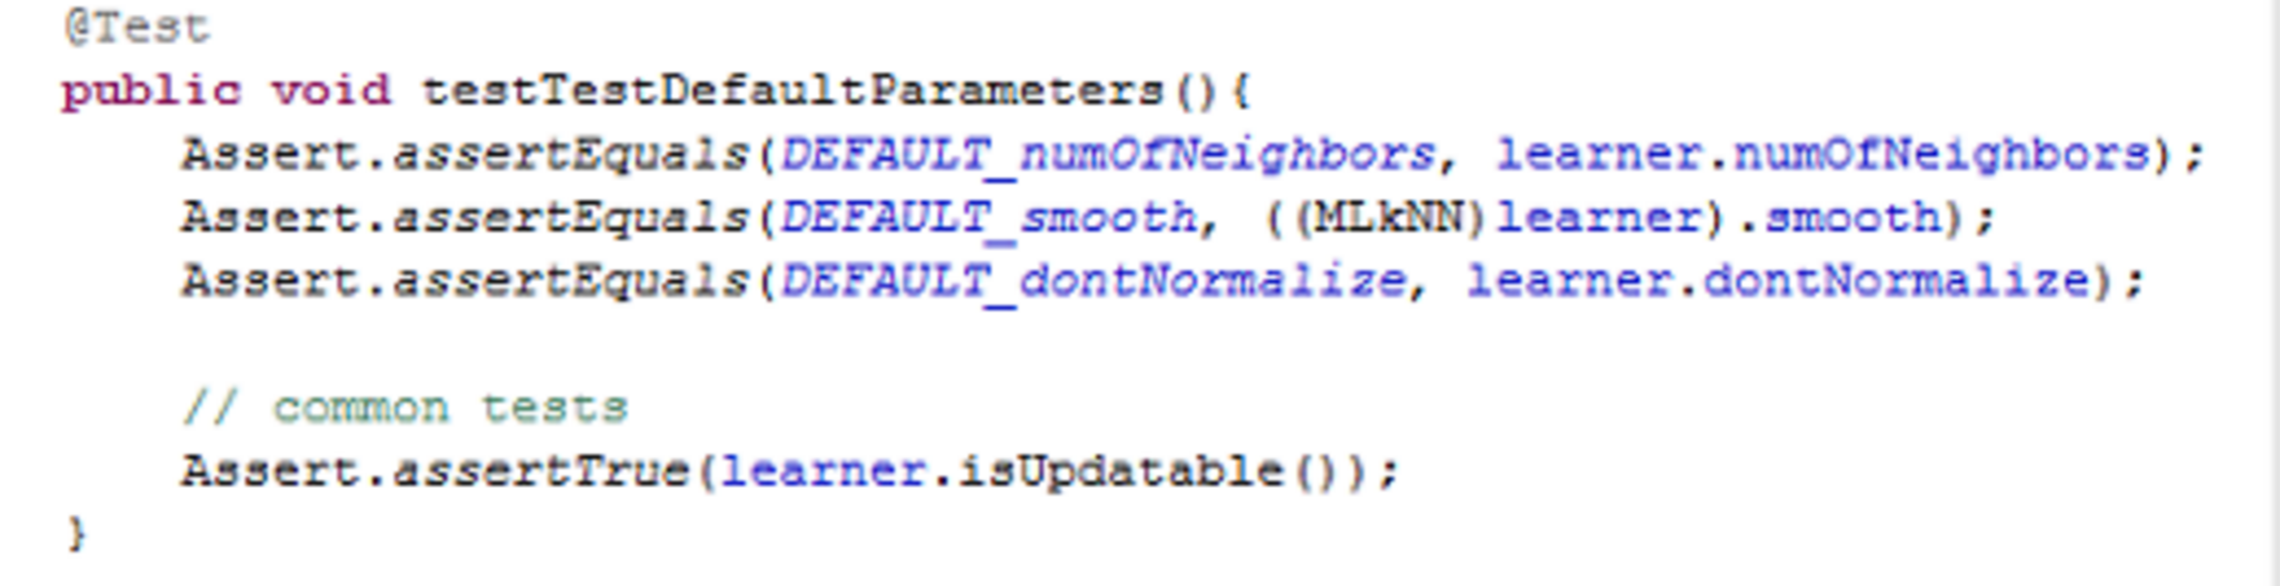 @Test
public void testTestDefaultParameters(){
    Assert.assertEquals(DEFAULT_numOfNeighbors, learner.numOfNeighbors);
    Assert.assertEquals(DEFAULT_smooth, ((MLkNN)learner).smooth);
    Assert.assertEquals(DEFAULT_dontNormalize, learner.dontNormalize);
    // common tests
    Assert.assertTrue(learner.isUpdatable());
}